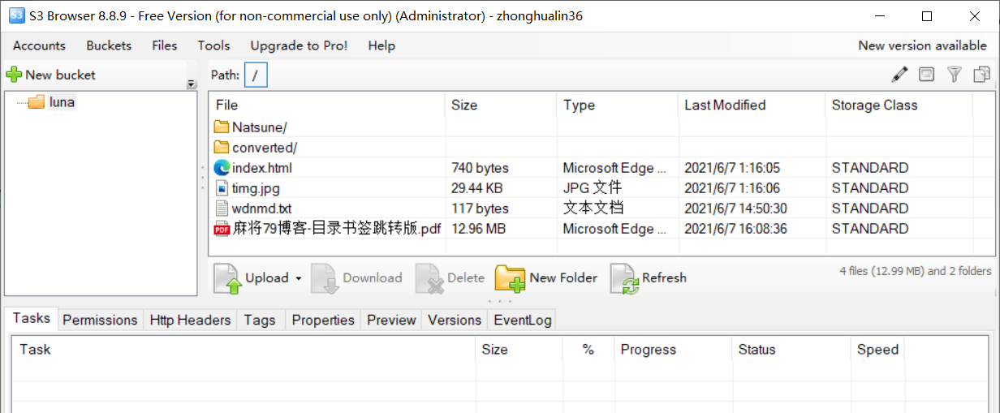 S3 Browser 8.8.9 - Free Version (for non-commercial use only) (Administrator) - zhonghualin36
Accounts Buckets Files Tools Upgrade to Pro! Help New version available
New bucket Path: /
luna
File Size Type Last Modified Storage Class
Natsune/
converted/
index.html 740 bytes Microsoft Edge ... 2021/6/7 1:16:05 STANDARD
timg.jpg 29.44 KB JPG 文件 2021/6/7 1:16:06 STANDARD
wdnmd.txt 117 bytes 文本文档 2021/6/7 14:50:30 STANDARD
麻将79博客-目录书签跳转版.pdf 12.96 MB Microsoft Edge ... 2021/6/7 16:08:36 STANDARD
Upload Download Delete New Folder Refresh 4 files (12.99 MB) and 2 folders
Tasks Permissions Http Headers Tags Properties Preview Versions EventLog
Task Size % Progress Status Speed